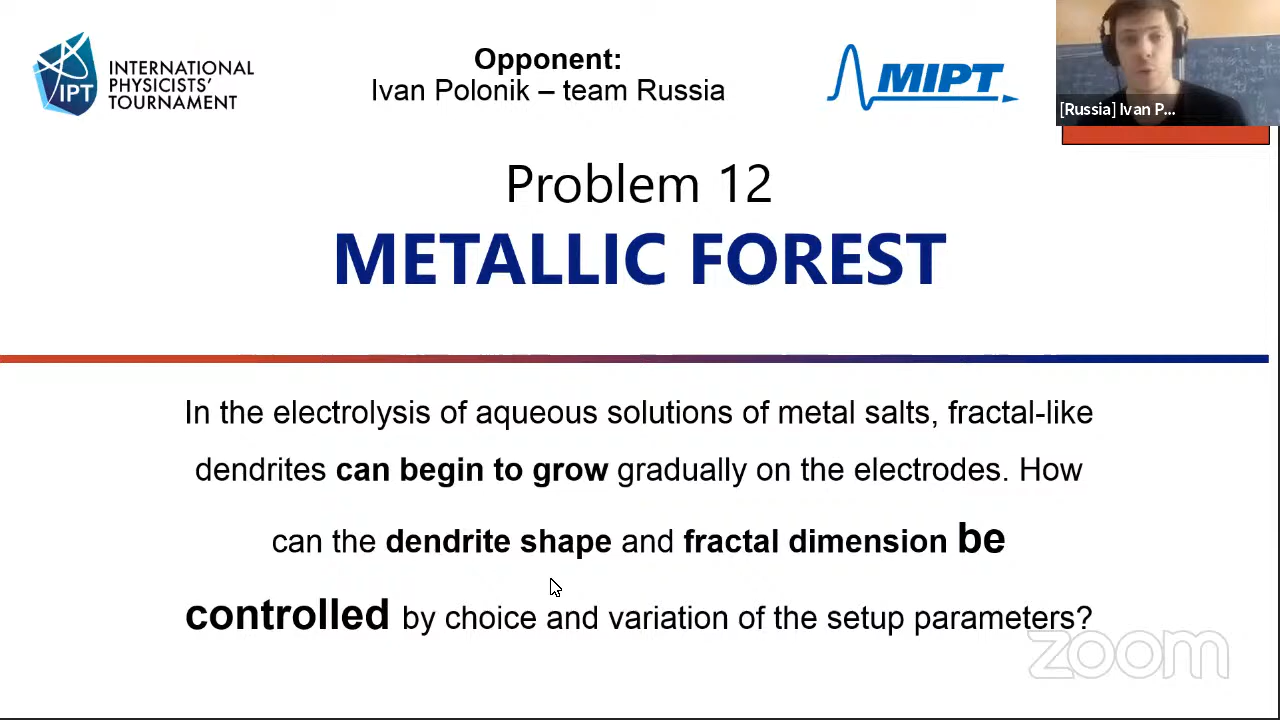 IPT
INTERNATIONAL
PHYSICISTS'
TOURNAMENT
Opponent:
Ivan Polonik – team Russia
MIPT
[Russia] Ivan P...
Problem 12
METALLIC FOREST
In the electrolysis of aqueous solutions of metal salts, fractal-like
dendrites can begin to grow gradually on the electrodes. How
can the dendrite shape and fractal dimension be
controlled by choice and variation of the setup parameters?
zoom